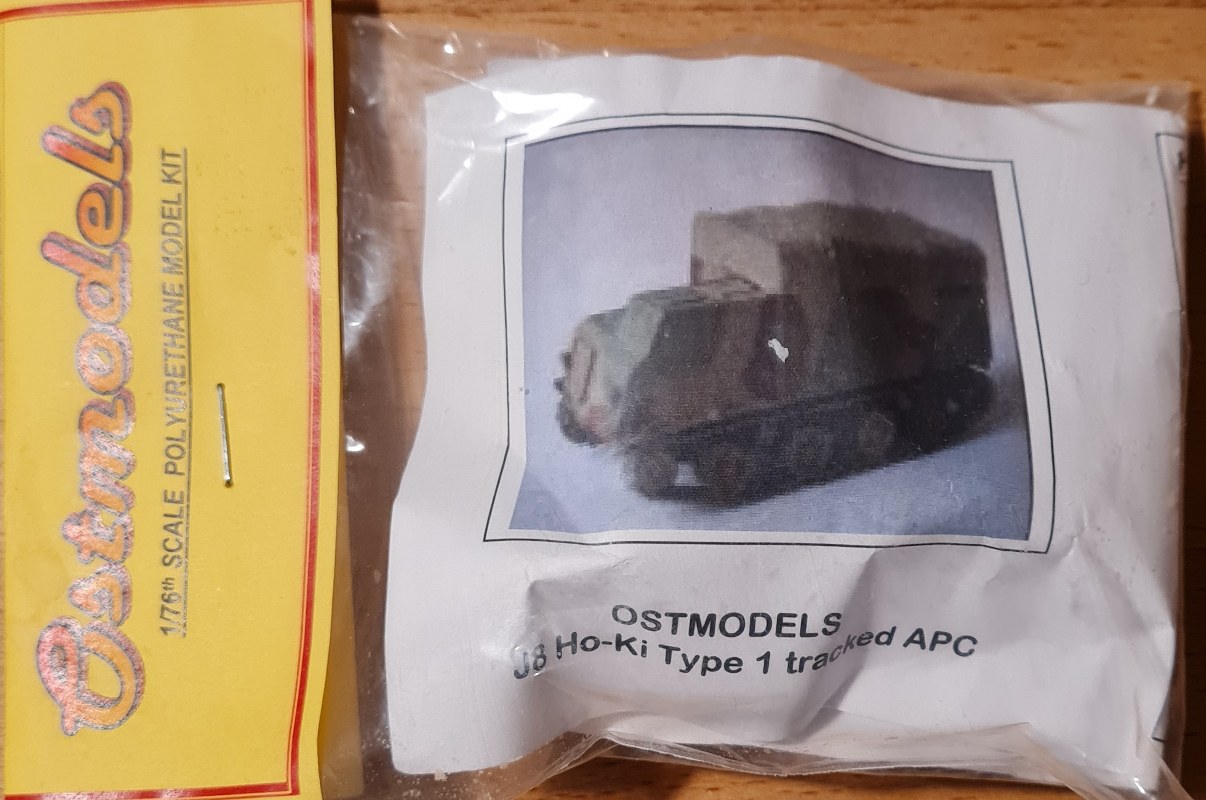 Ostmodels
1/76th SCALE POLYURETHANE MODEL KIT
OSTMODELS
J8 Ho-Ki Type 1 tracked APC